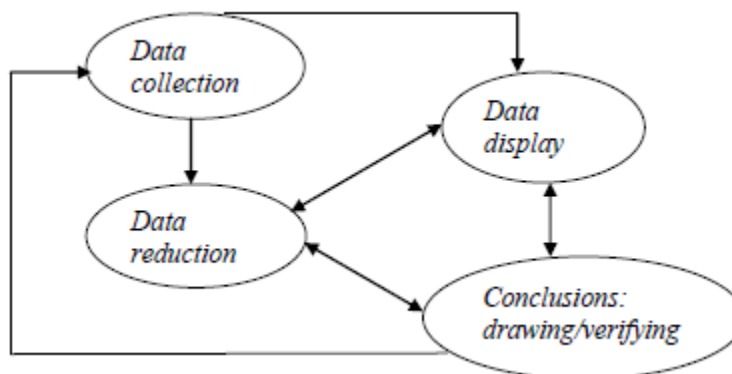 Data
collection
Data
display
Data
reduction
Conclusions:
drawing/verifying